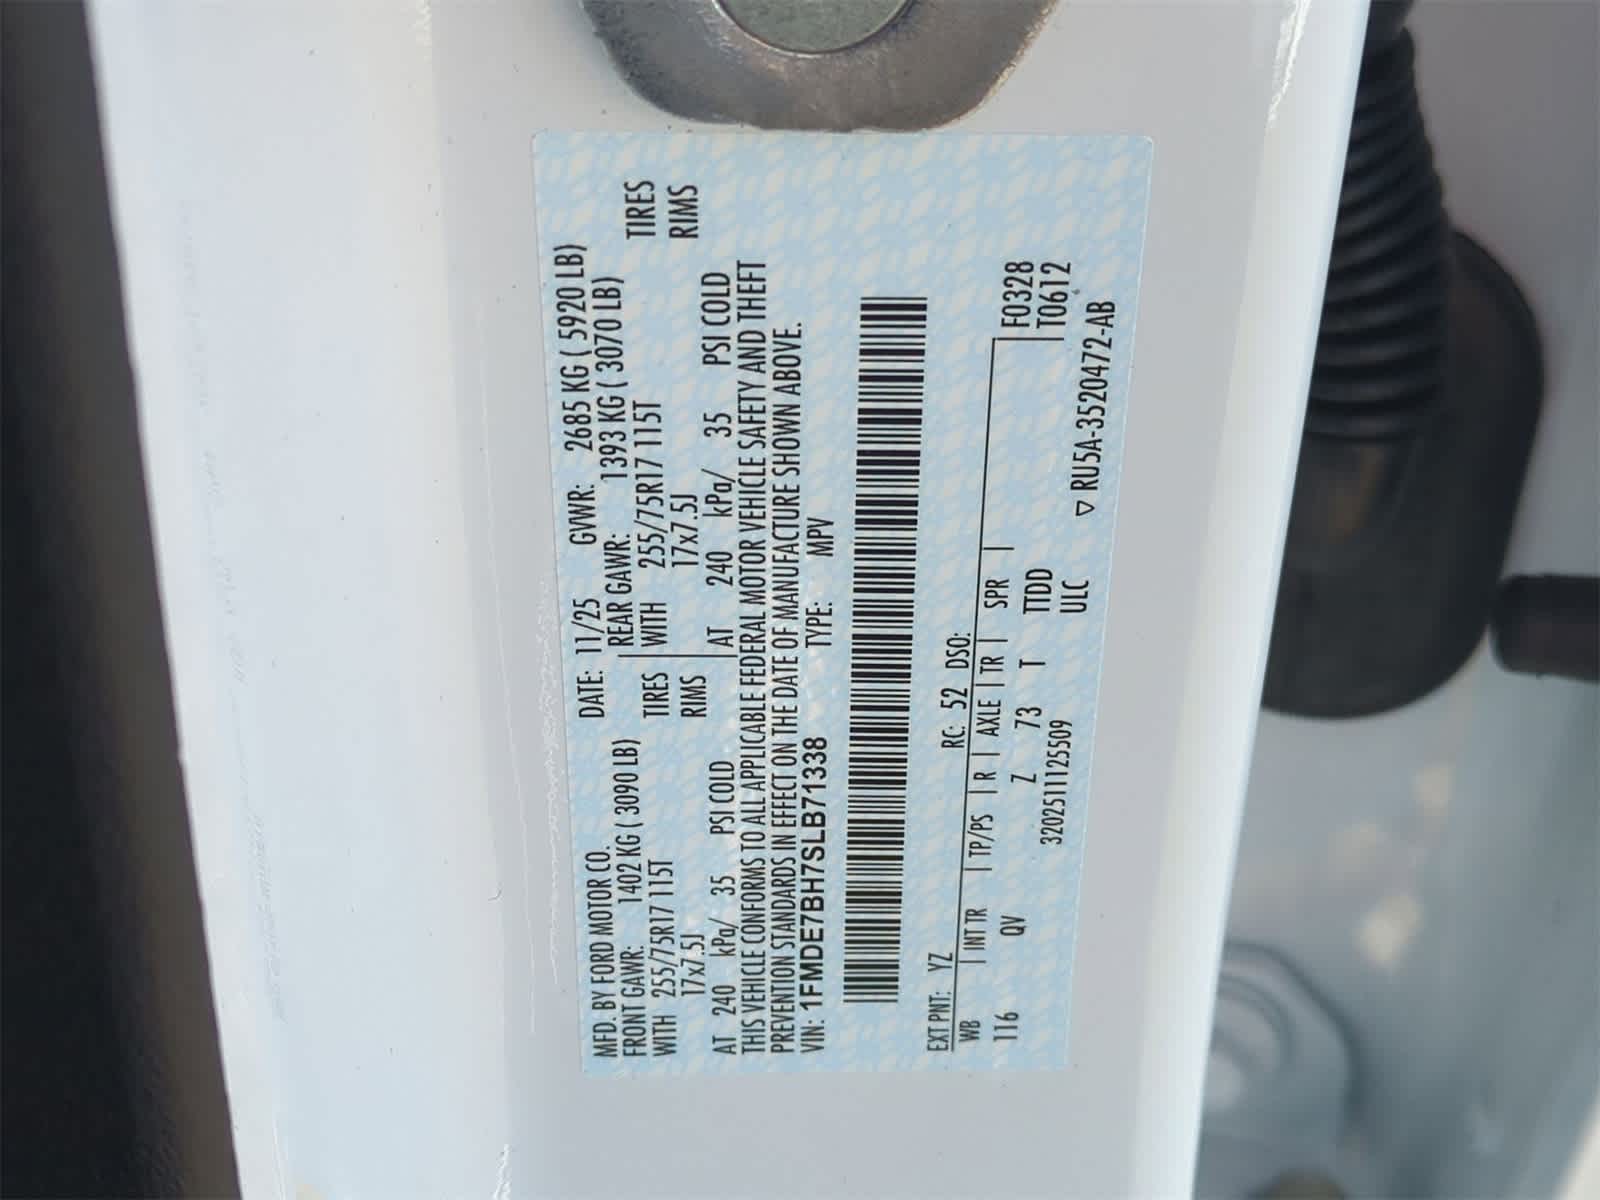 MFD. BY FORD MOTOR CO. DATE: 11/25 GVWR: 2685 KG ( 5920 LB)
FRONT GAWR: 1402 KG ( 3090 LB) REAR GAWR: 1393 KG ( 3070 LB)
WITH 255/75R17 115T TIRES WITH 255/75R17 115T TIRES
17x7.5J RIMS 17x7.5J RIMS
AT 240 kPa/ 35 PSI COLD AT 240 kPa/ 35 PSI COLD
THIS VEHICLE CONFORMS TO ALL APPLICABLE FEDERAL MOTOR VEHICLE SAFETY AND THEFT
PREVENTION STANDARDS IN EFFECT ON THE DATE OF MANUFACTURE SHOWN ABOVE.
VIN: 1FMDE7BH7SLB71338 TYPE: MPV
EXT PNT: YZ RC: 52 DSO:
WB INT TR TP/PS R AXLE TR SPR F0328
116 QV Z 73 T TTDD T0612
3202511125509 ULC
▽ RU5A-3520472-AB